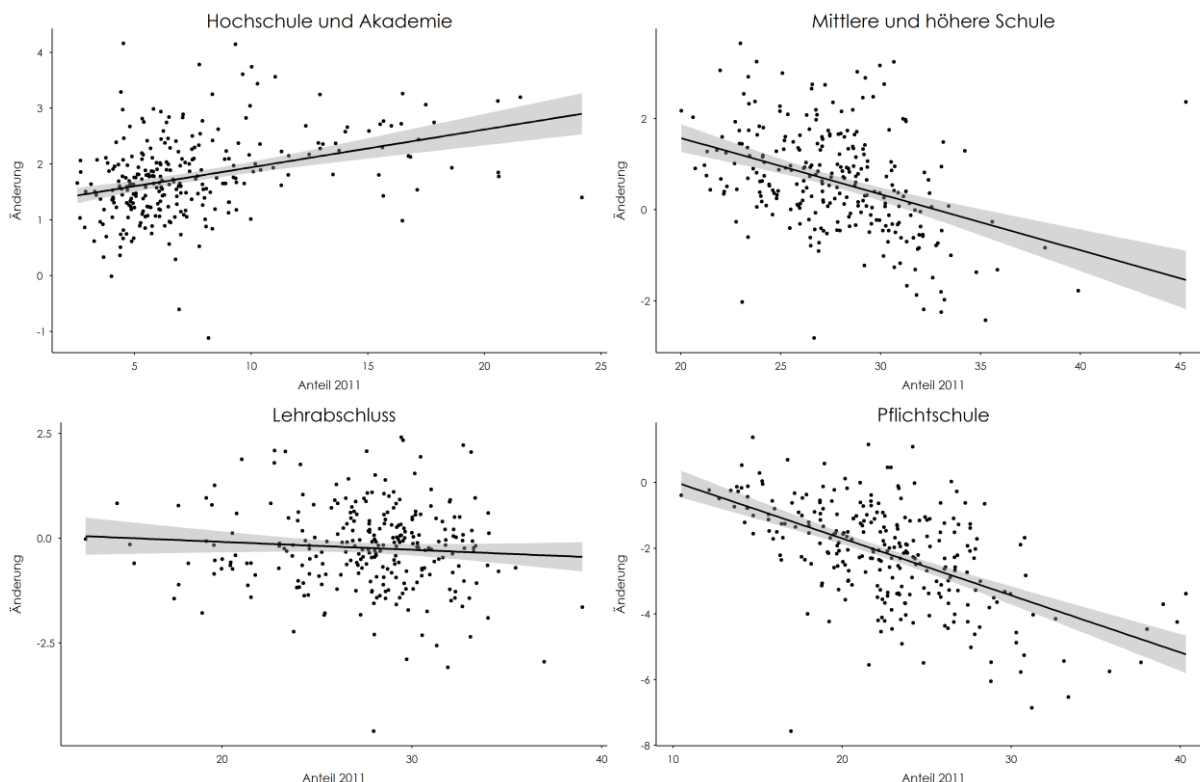 Hochschule und Akademie
Änderung
4
3
2
1
0
-1
5
10
15
20
25
Anteil 2011
Mittlere und höhere Schule
Änderung
2
0
-2
20
25
30
35
40
45
Anteil 2011
Lehrabschluss
Änderung
2.5
0.0
-2.5
20
30
40
Anteil 2011
Pflichtschule
Änderung
0
-2
-4
-6
-8
10
20
30
40
Anteil 2011